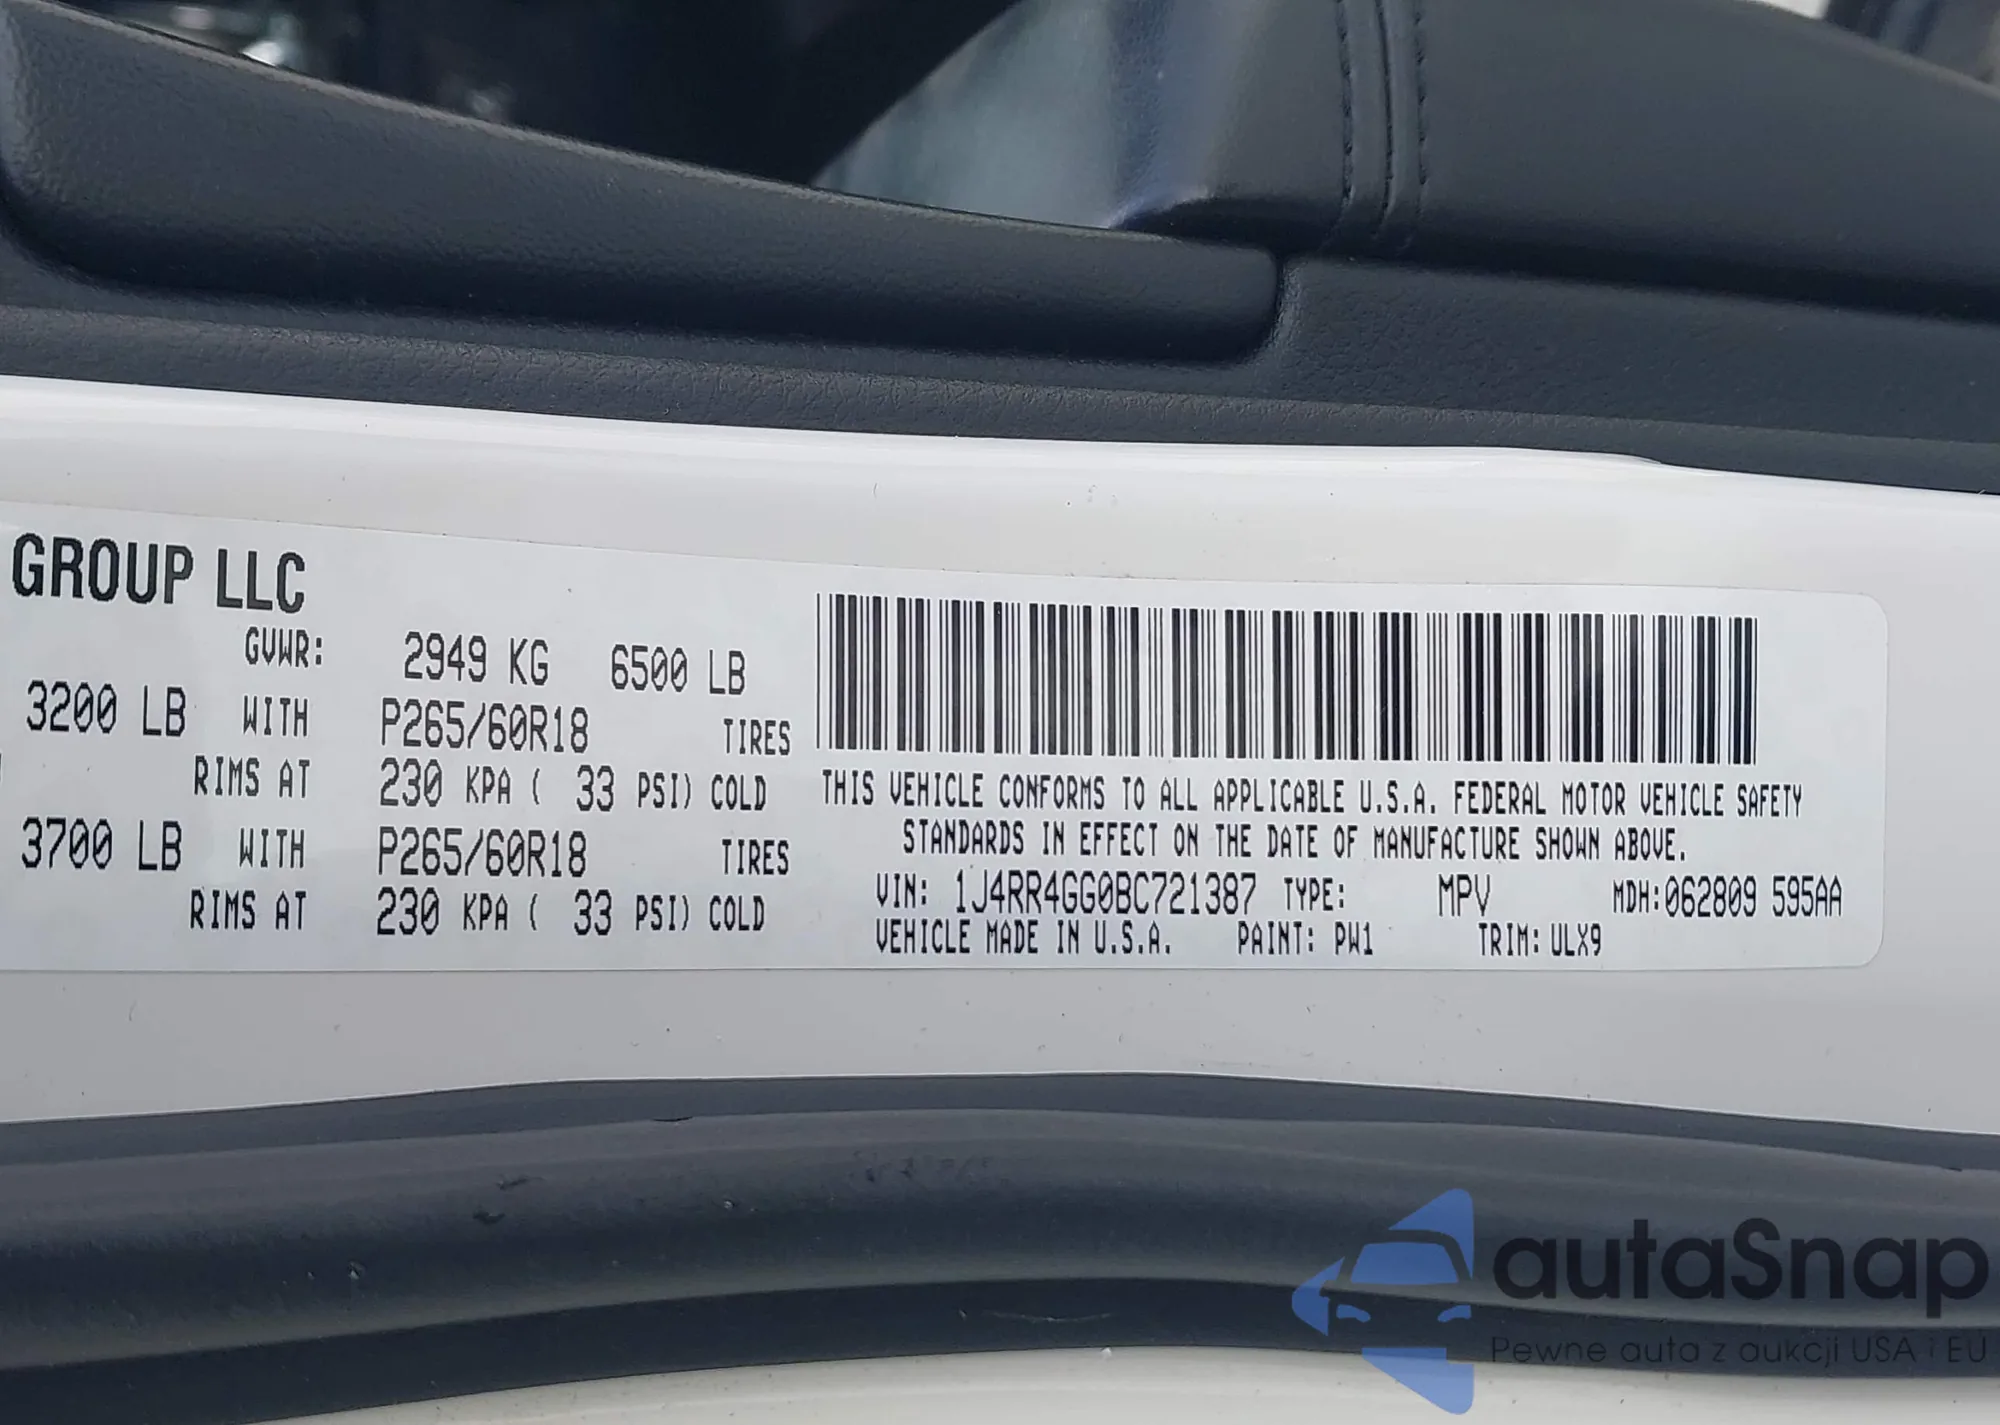 GROUP LLC
GVWR: 2949 KG 6500 LB
3200 LB WITH P265/60R18 TIRES
RIMS AT 230 KPA ( 33 PSI) COLD
3700 LB WITH P265/60R18 TIRES
RIMS AT 230 KPA ( 33 PSI) COLD
THIS VEHICLE CONFORMS TO ALL APPLICABLE U.S.A. FEDERAL MOTOR VEHICLE SAFETY
STANDARDS IN EFFECT ON THE DATE OF MANUFACTURE SHOWN ABOVE.
VIN: 1J4RR4GG0BC721387 TYPE: MPV MDH:062809 595AA
VEHICLE MADE IN U.S.A. PAINT: PW1 TRIM: ULX9
autaSnap
Pewne auta z aukcji USA i EU